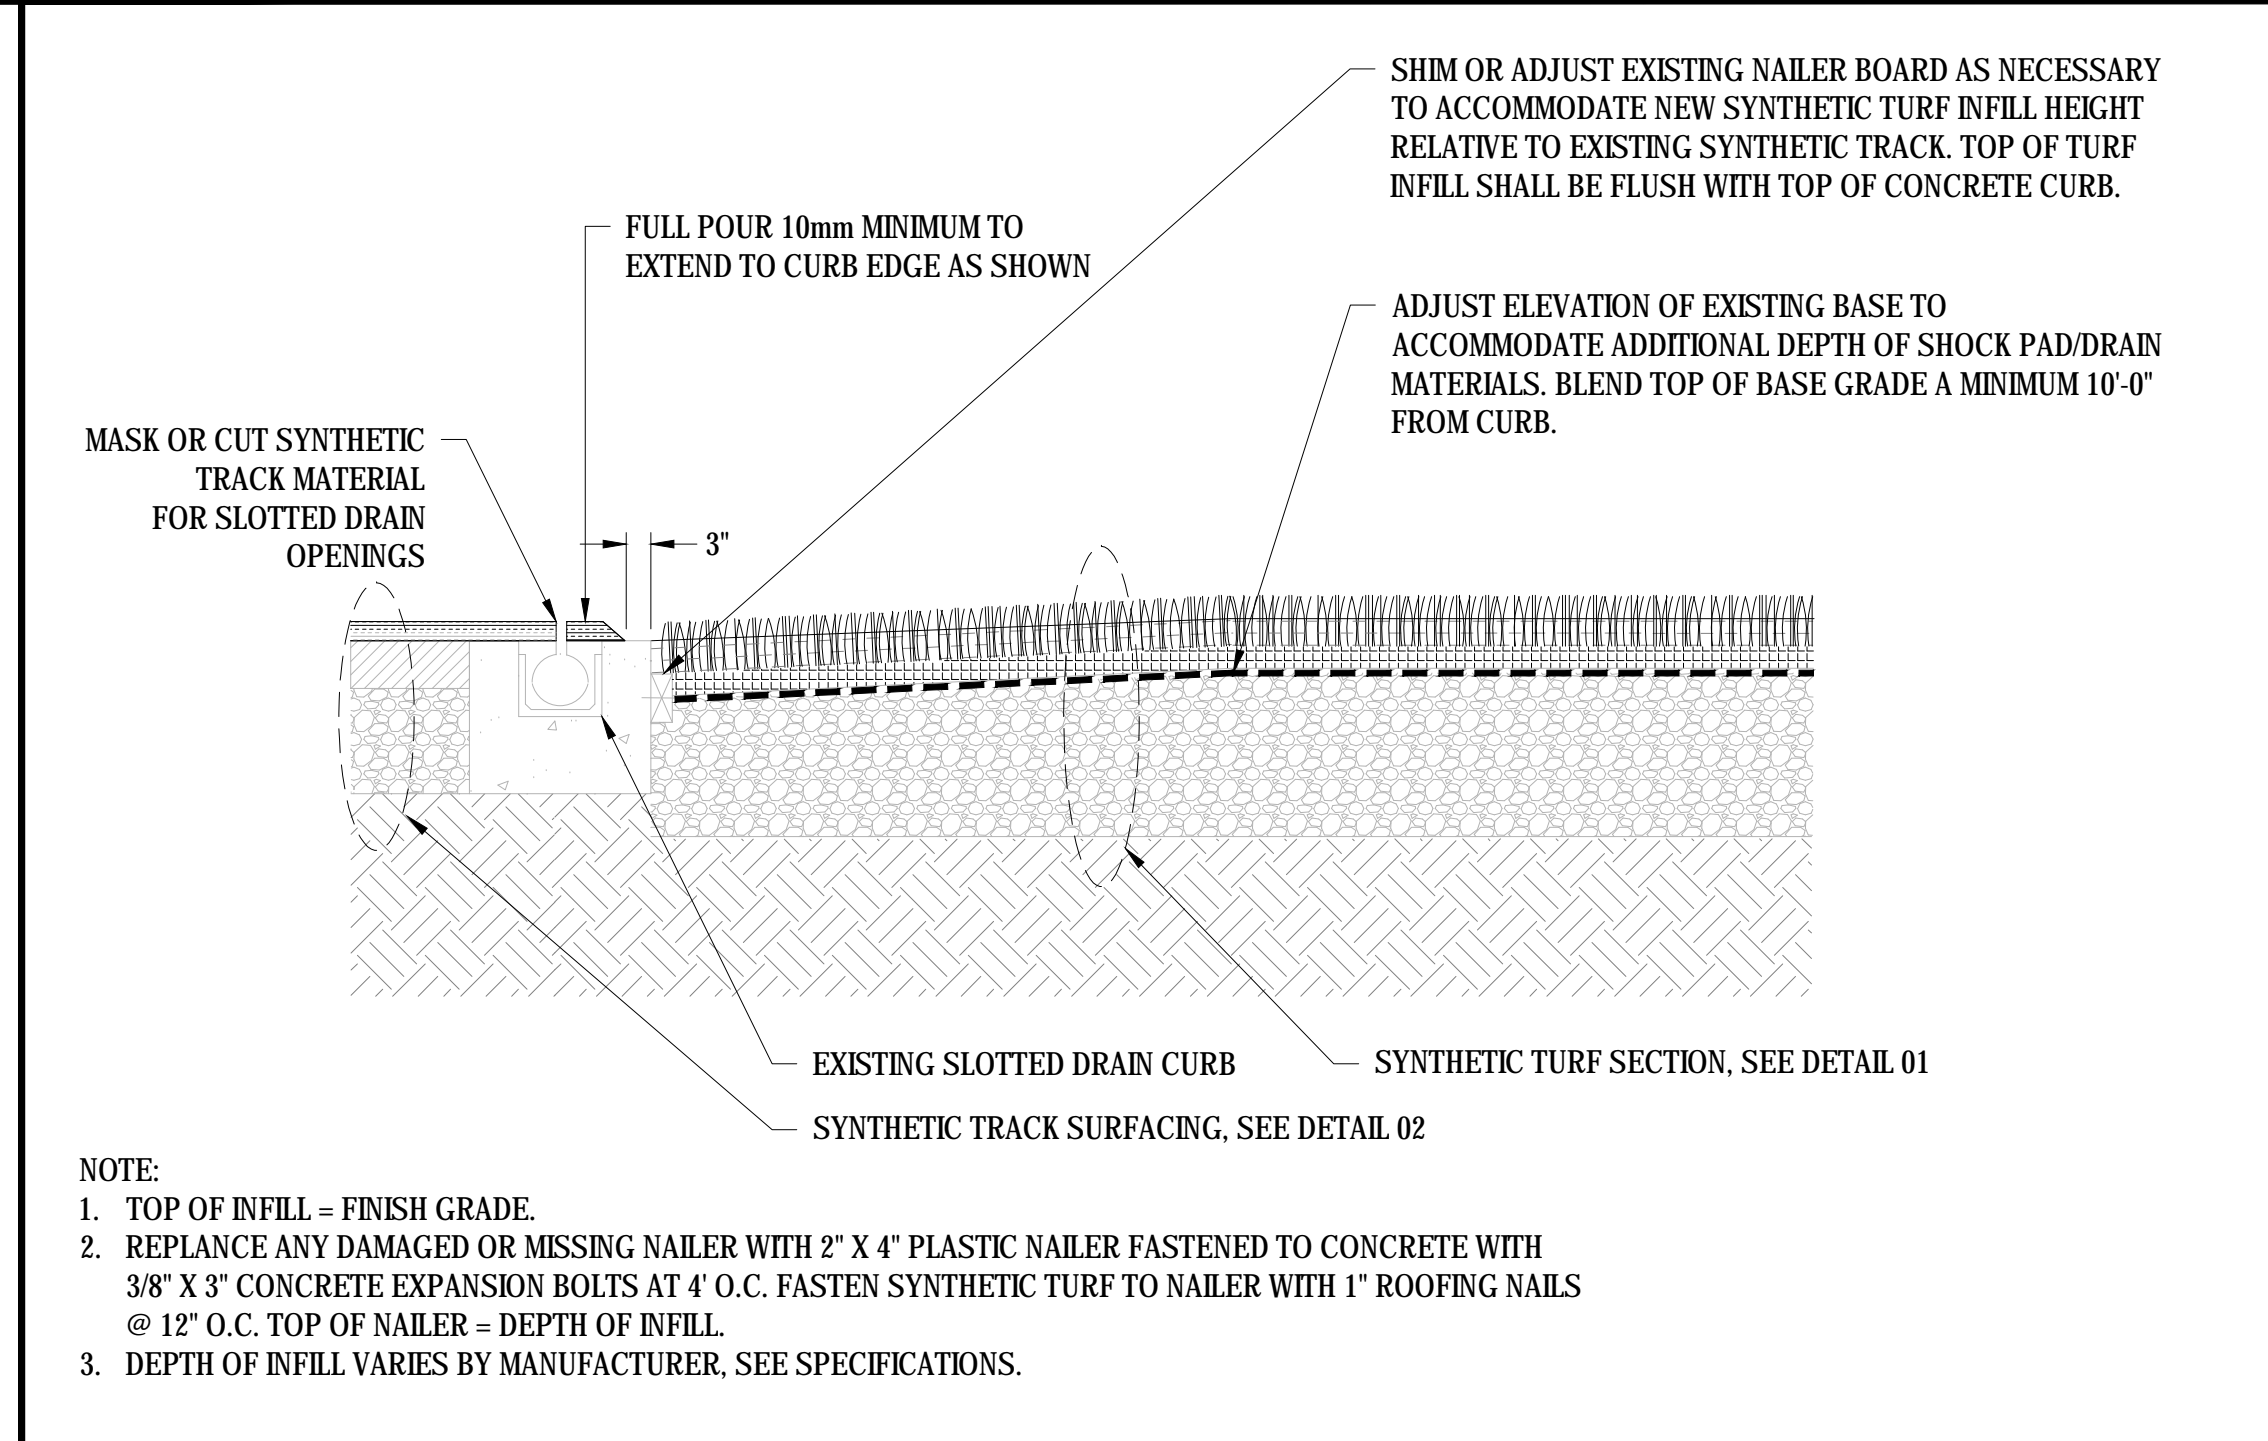 SHIM OR ADJUST EXISTING NAILER BOARD AS NECESSARY
TO ACCOMMODATE NEW SYNTHETIC TURF INFILL HEIGHT
RELATIVE TO EXISTING SYNTHETIC TRACK. TOP OF TURF
INFILL SHALL BE FLUSH WITH TOP OF CONCRETE CURB.
FULL POUR 10mm MINIMUM TO
EXTEND TO CURB EDGE AS SHOWN
ADJUST ELEVATION OF EXISTING BASE TO
ACCOMMODATE ADDITIONAL DEPTH OF SHOCK PAD/DRAIN
MATERIALS. BLEND TOP OF BASE GRADE A MINIMUM 10'-0"
FROM CURB.
MASK OR CUT SYNTHETIC
TRACK MATERIAL
FOR SLOTTED DRAIN
OPENINGS
3"
EXISTING SLOTTED DRAIN CURB
SYNTHETIC TURF SECTION, SEE DETAIL 01
SYNTHETIC TRACK SURFACING, SEE DETAIL 02
NOTE:
1. TOP OF INFILL = FINISH GRADE.
2. REPLANCE ANY DAMAGED OR MISSING NAILER WITH 2" X 4" PLASTIC NAILER FASTENED TO CONCRETE WITH
3/8" X 3" CONCRETE EXPANSION BOLTS AT 4' O.C. FASTEN SYNTHETIC TURF TO NAILER WITH 1" ROOFING NAILS
@ 12" O.C. TOP OF NAILER = DEPTH OF INFILL.
3. DEPTH OF INFILL VARIES BY MANUFACTURER, SEE SPECIFICATIONS.